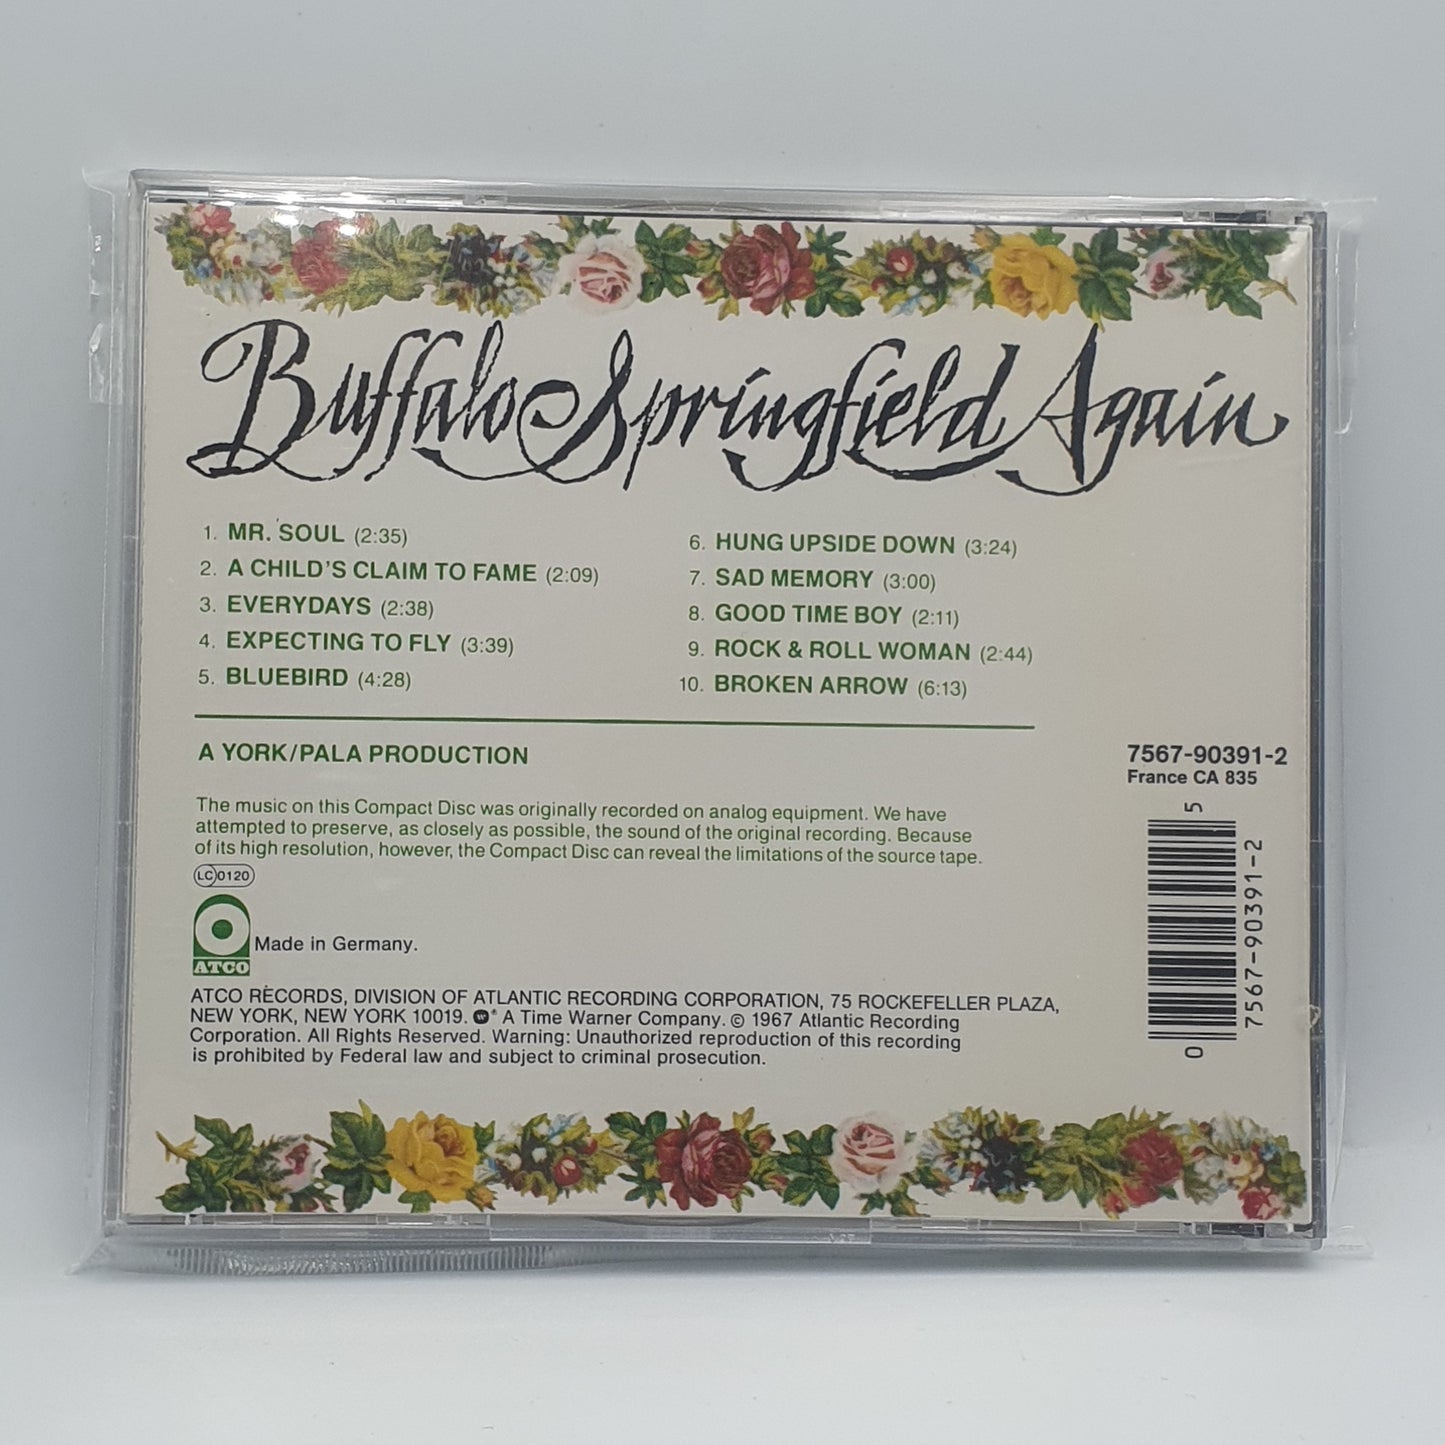 Buffalo Springfield Again
1. MR. SOUL (2:35)
2. A CHILD'S CLAIM TO FAME (2:09)
3. EVERYDAYS (2:38)
4. EXPECTING TO FLY (3:39)
5. BLUEBIRD (4:28)
6. HUNG UPSIDE DOWN (3:24)
7. SAD MEMORY (3:00)
8. GOOD TIME BOY (2:11)
9. ROCK & ROLL WOMAN (2:44)
10. BROKEN ARROW (6:13)
A YORK/PALA PRODUCTION
7567-90391-2
France CA 835
The music on this Compact Disc was originally recorded on analog equipment. We have
attempted to preserve, as closely as possible, the sound of the original recording. Because
of its high resolution, however, the Compact Disc can reveal the limitations of the source tape.
LC 0120
ATCO
Made in Germany.
ATCO RECORDS, DIVISION OF ATLANTIC RECORDING CORPORATION, 75 ROCKEFELLER PLAZA,
NEW YORK, NEW YORK 10019. W* A Time Warner Company. © 1967 Atlantic Recording
Corporation. All Rights Reserved. Warning: Unauthorized reproduction of this recording
is prohibited by Federal law and subject to criminal prosecution.
5
7567-90391-2
0